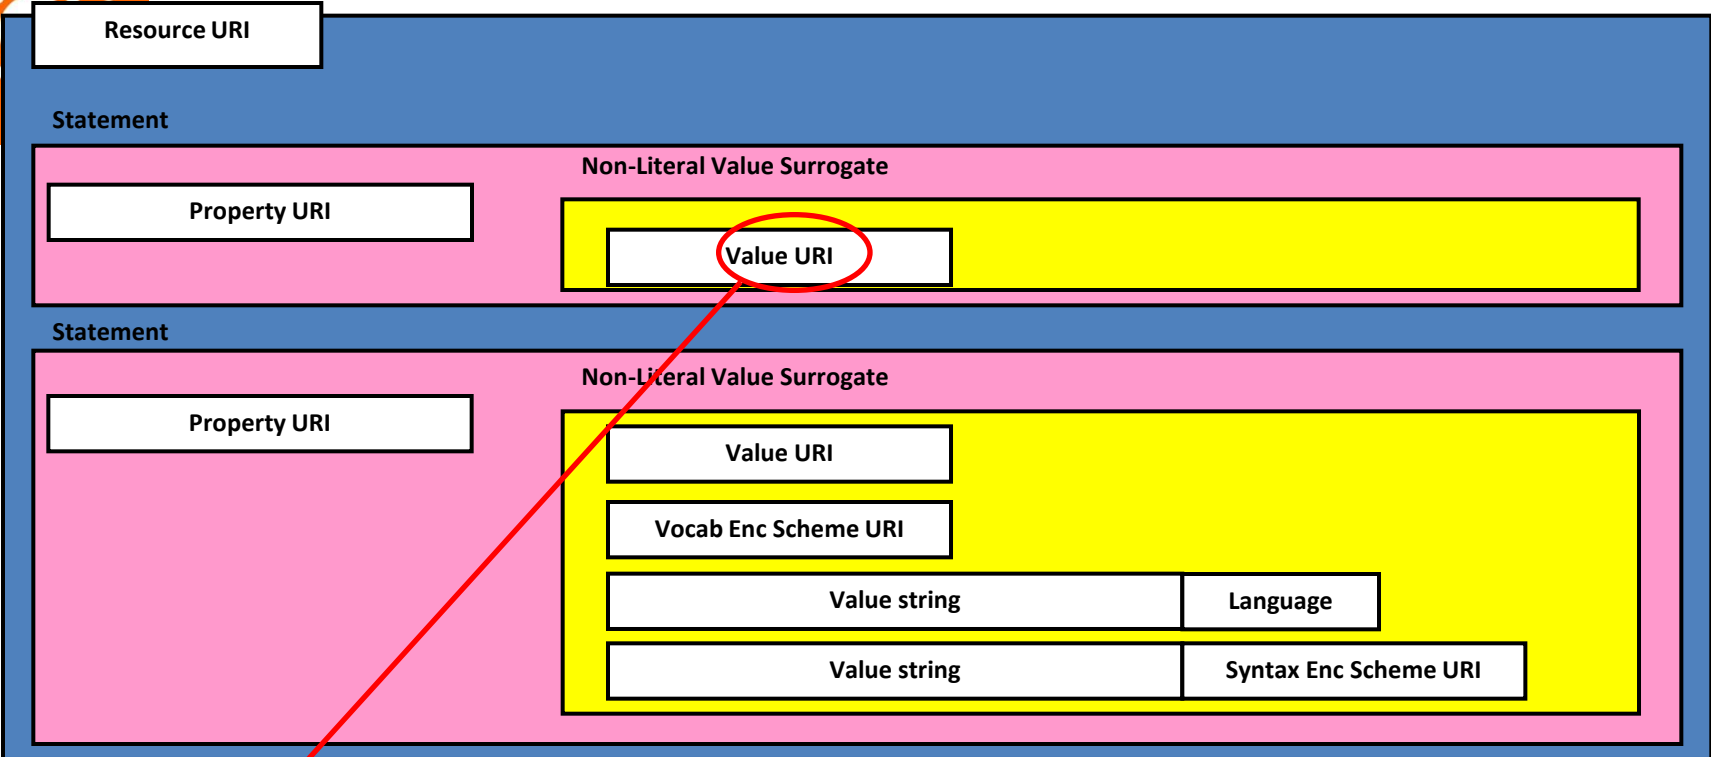 Resource URI
Statement
Non-Literal Value Surrogate
Property URI
Value URI
Statement
Non-Literal Value Surrogate
Property URI
Value URI
Vocab Enc Scheme URI
Value string Language
Value string Syntax Enc Scheme URI